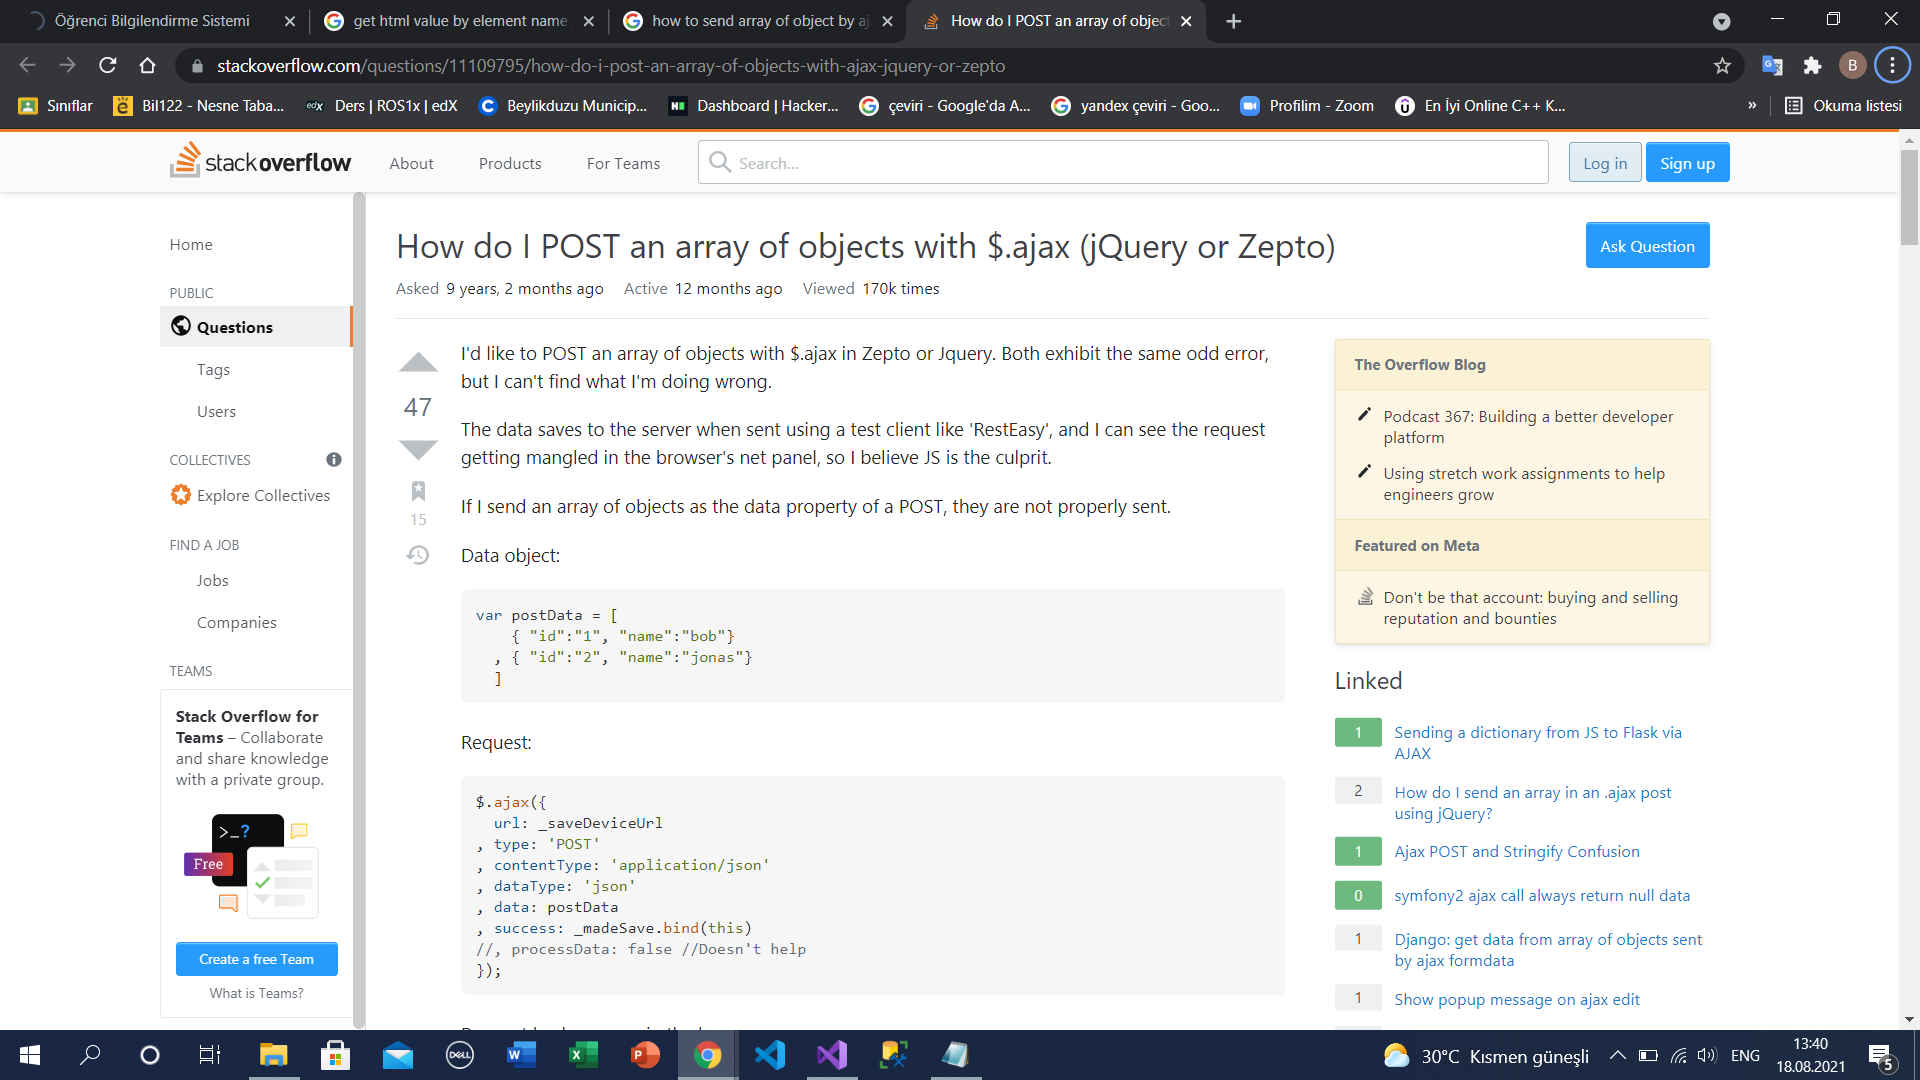 Öğrenci Bilgilendirme Sistemi
get html value by element name
how to send array of object by aj
How do I POST an array of object
stackoverflow.com/questions/11109795/how-do-i-post-an-array-of-objects-with-ajax-jquery-or-zepto
B
Sınıflar
Bil122 - Nesne Taba...
edX
Ders | ROS1x | edX
Beylikduzu Municip...
Dashboard | Hacker...
çeviri - Google'da A...
yandex çeviri - Goo...
Profilim - Zoom
En İyi Online C++ K...
»
Okuma listesi
stackoverflow
About
Products
For Teams
Search...
Log in
Sign up
Home
PUBLIC
Questions
Tags
Users
COLLECTIVES
Explore Collectives
FIND A JOB
Jobs
Companies
TEAMS
Stack Overflow for
Teams – Collaborate
and share knowledge
with a private group.
>_?
Free
Create a free Team
What is Teams?
How do I POST an array of objects with $.ajax (jQuery or Zepto)
Ask Question
Asked 9 years, 2 months ago Active 12 months ago Viewed 170k times
47
15
I'd like to POST an array of objects with $.ajax in Zepto or Jquery. Both exhibit the same odd error,
but I can't find what I'm doing wrong.
The data saves to the server when sent using a test client like 'RestEasy', and I can see the request
getting mangled in the browser's net panel, so I believe JS is the culprit.
If I send an array of objects as the data property of a POST, they are not properly sent.
Data object:
var postData = [
{ "id":"1", "name":"bob"}
, { "id":"2", "name":"jonas"}
]
Request:
$.ajax({
url: _saveDeviceUrl
, type: 'POST'
, contentType: 'application/json'
, dataType: 'json'
, data: postData
, success: _madeSave.bind(this)
//, processData: false //Doesn't help
});
The Overflow Blog
Podcast 367: Building a better developer
platform
Using stretch work assignments to help
engineers grow
Featured on Meta
Don't be that account: buying and selling
reputation and bounties
Linked
1 Sending a dictionary from JS to Flask via
AJAX
2 How do I send an array in an .ajax post
using jQuery?
1 Ajax POST and Stringify Confusion
0 symfony2 ajax call always return null data
1 Django: get data from array of objects sent
by ajax formdata
1 Show popup message on ajax edit
DELL
30°C Kısmen güneşli
ENG
13:40
18.08.2021
5